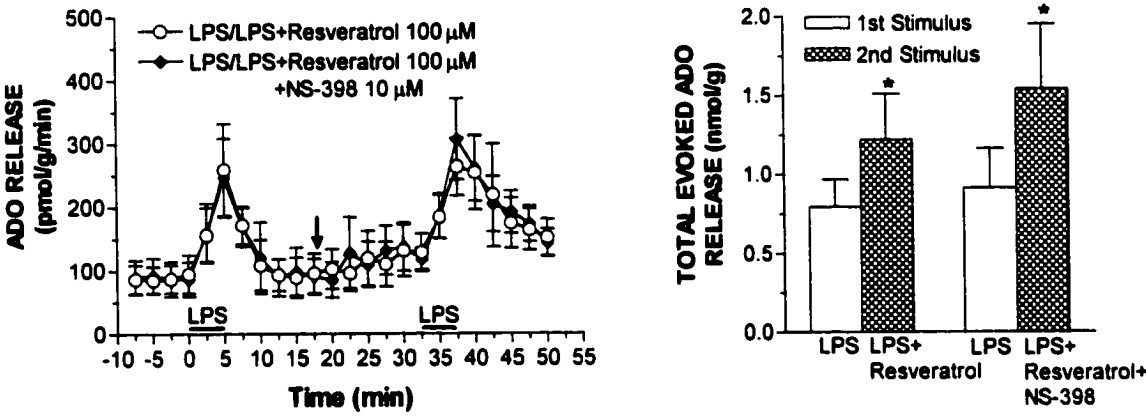 LPS/LPS+Resveratrol 100 μM
LPS/LPS+Resveratrol 100 μM
+NS-398 10 μM
ADO RELEASE
(pmol/g/min)
500
400
300
200
100
0
LPS
LPS
-10 -5 0 5 10 15 20 25 30 35 40 45 50 55
Time (min)
TOTAL EVOKED ADO
RELEASE (nmol/g)
2.0
1.5
1.0
0.5
0.0
1st Stimulus
2nd Stimulus
*
*
LPS LPS+
Resveratrol
LPS LPS+
Resveratrol+
NS-398